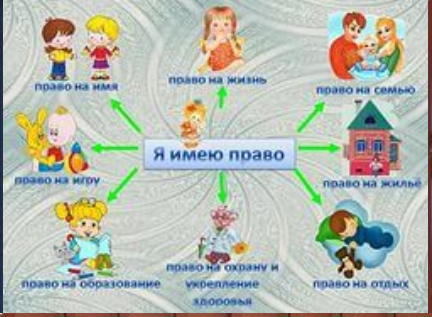 право на имя
право на жизнь
право на семью
Я имею право
право на игру
право на жильё
право на образование
право на охрану и
укрепление
здоровья
право на отдых